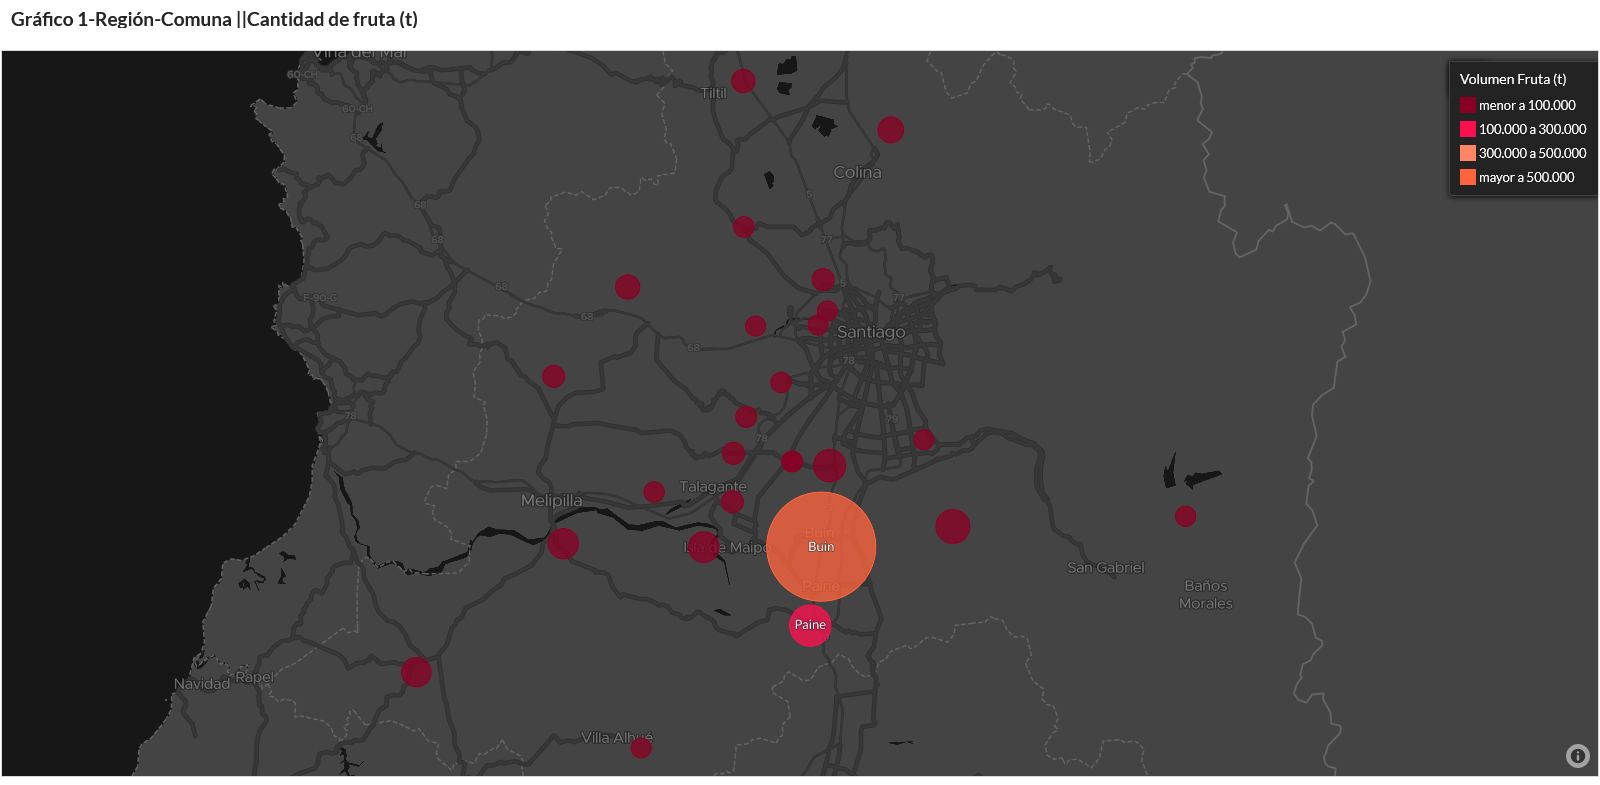 Gráfico 1-Región-Comuna ||Cantidad de fruta (t)
Viña del Mar
Volumen Fruta (t)
menor a 100.000
100.000 a 300.000
300.000 a 500.000
mayor a 500.000
60-CH
Tiltil
60-CH
68
Colina
5
68
68
77
68
5
77
F-90-G
68
Santiago
68
78
78
78
78
Talagante
Melipilla
Buin
Isla de Maipo
Buin
San Gabriel
Paine
Baños
Morales
Paine
Navidad
Rapel
Villa Alhué